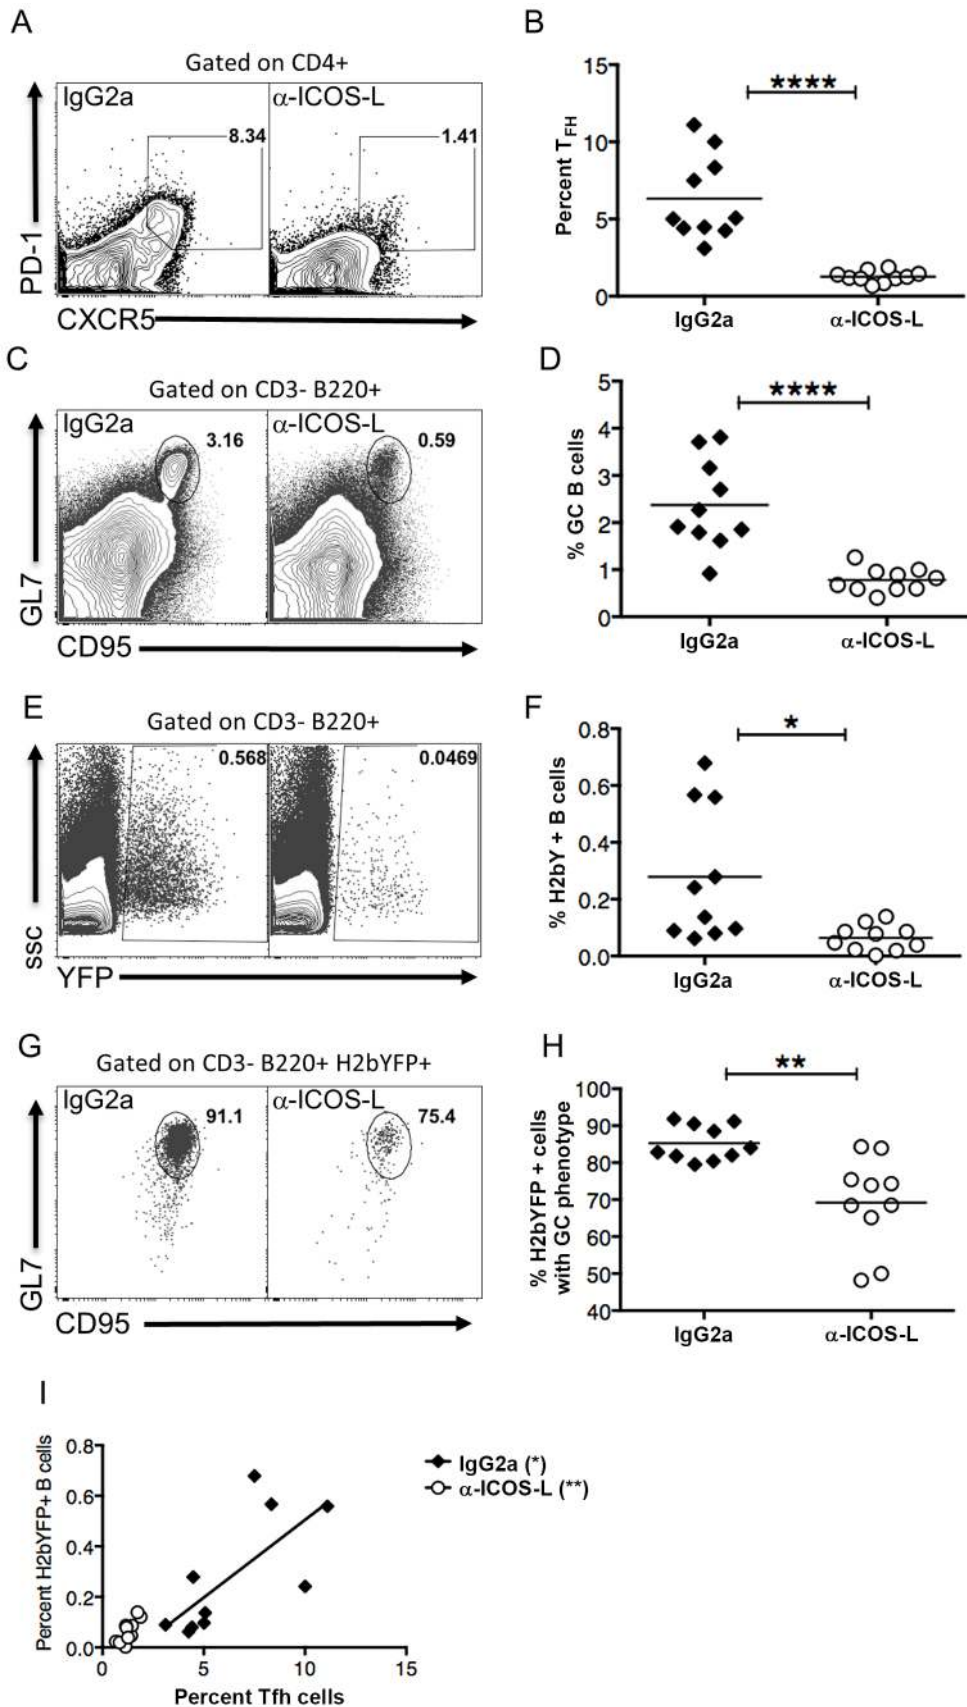 A
Gated on CD4+
IgG2a
α-ICOS-L
8.34
1.41
PD-1
CXCR5
B
****
Percent TFH
15
10
5
0
IgG2a
α-ICOS-L
C
Gated on CD3- B220+
IgG2a
α-ICOS-L
3.16
0.59
GL7
CD95
D
****
% GC B cells
5
4
3
2
1
0
IgG2a
α-ICOS-L
E
Gated on CD3- B220+
0.568
0.0469
SSC
YFP
F
*
% H2bY + B cells
0.8
0.6
0.4
0.2
0.0
IgG2a
α-ICOS-L
G
Gated on CD3- B220+ H2bYFP+
IgG2a
α-ICOS-L
91.1
75.4
GL7
CD95
H
**
% H2bYFP + cells
with GC phenotype
100
90
80
70
60
50
40
IgG2a
α-ICOS-L
I
Percent H2bYFP+ B cells
0.8
0.6
0.4
0.2
0.0
0 5 10 15
Percent Tfh cells
IgG2a (*)
α-ICOS-L (**)